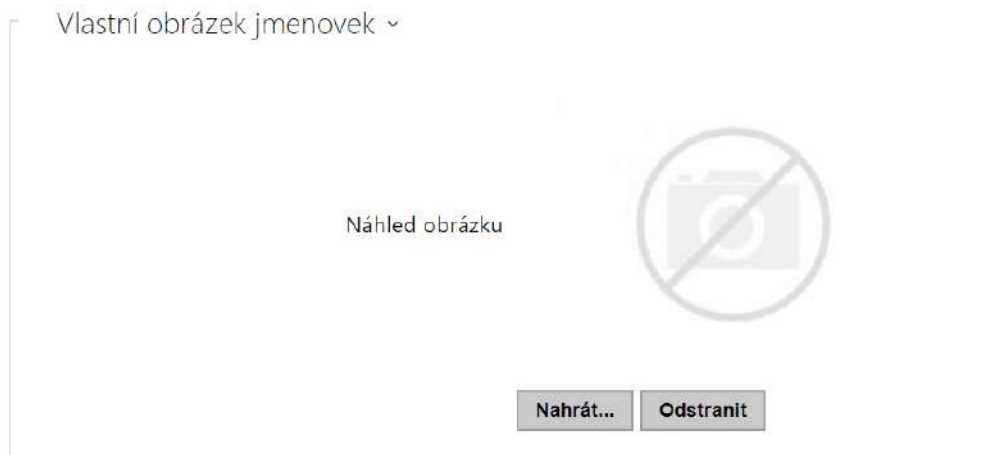 Vlastní obrázek jmenovek
Náhled obrázku
Nahrát... Odstranit